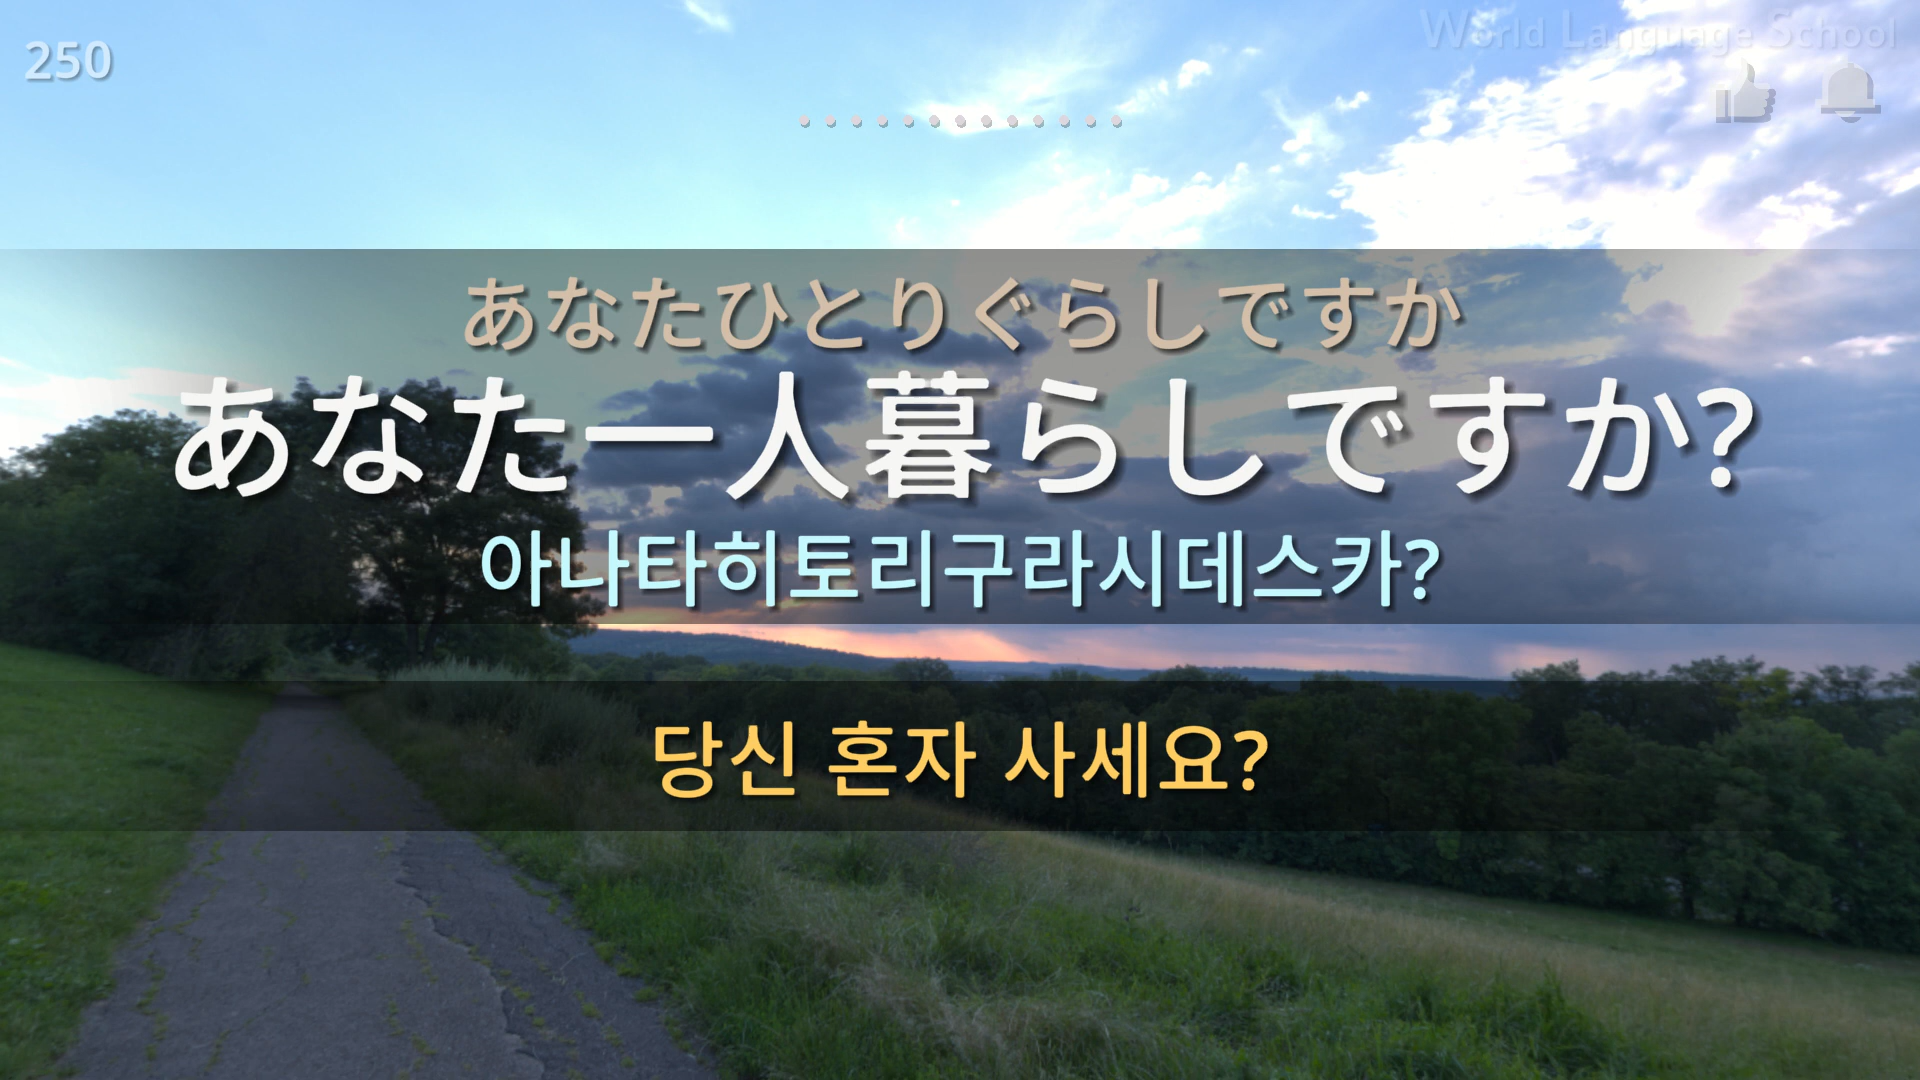 World Language School
250
あなたひとりぐらしですか
あなた一人暮らしですか?
아나타히토리구라시데스카?
당신 혼자 사세요?